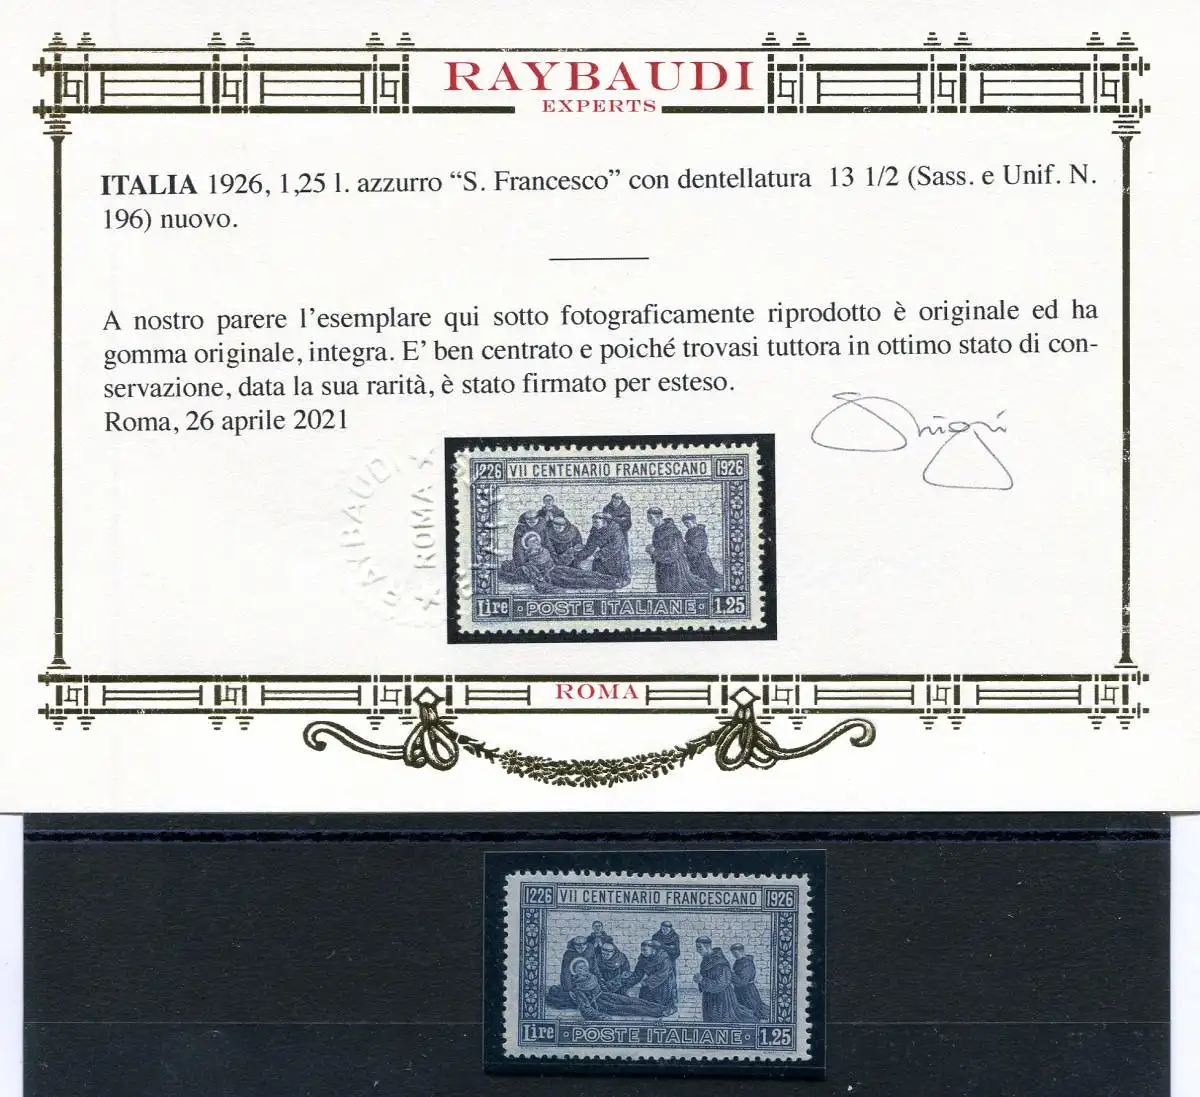 RAYBAUDI
EXPERTS
ITALIA 1926, 1,25 l. azzurro “S. Francesco” con dentellatura 13 1/2 (Sass. e Unif. N.
196) nuovo.
A nostro parere l’esemplare qui sotto fotograficamente riprodotto è originale ed ha
gomma originale, integra. E’ ben centrato e poiché trovasi tuttora in ottimo stato di con-
servazione, data la sua rarità, è stato firmato per esteso.
Roma, 26 aprile 2021
RAYBAUDI
ROMA
1226 VII CENTENARIO FRANCESCANO 1926
Lire · POSTE ITALIANE · 1.25
ROMA
1226 VII CENTENARIO FRANCESCANO 1926
Lire · POSTE ITALIANE · 1.25